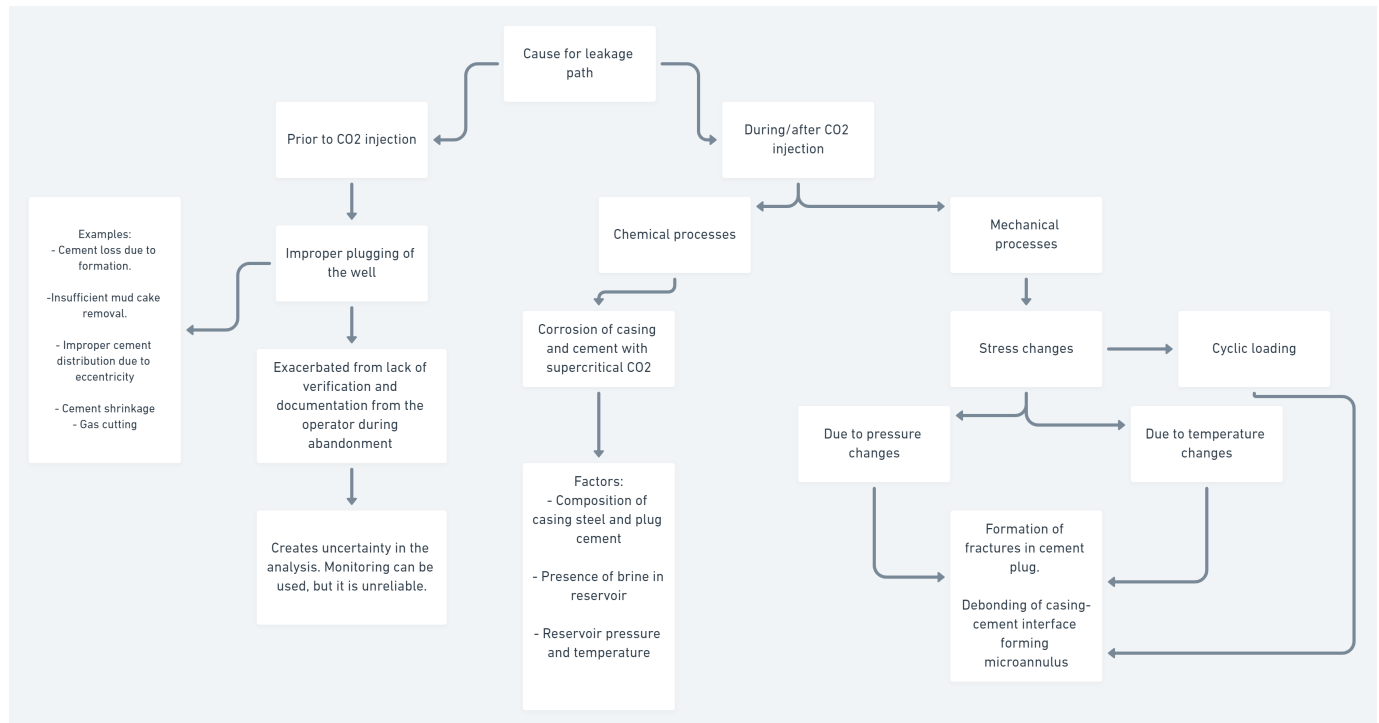 Cause for leakage
path
Prior to CO2 injection
During/after CO2
injection
Examples:
- Cement loss due to
formation.
-Insufficient mud cake
removal.
- Improper cement
distribution due to
eccentricity
- Cement shrinkage
- Gas cutting
Improper plugging of
the well
Chemical processes
Mechanical
processes
Exacerbated from lack of
verification and
documentation from the
operator during
abandonment
Corrosion of casing
and cement with
supercritical CO2
Stress changes
Cyclic loading
Due to pressure
changes
Due to temperature
changes
Creates uncertainty in the
analysis. Monitoring can be
used, but it is unreliable.
Factors:
- Composition of
casing steel and plug
cement
- Presence of brine in
reservoir
- Reservoir pressure
and temperature
Formation of
fractures in cement
plug.
Debonding of casing-
cement interface
forming
microannulus